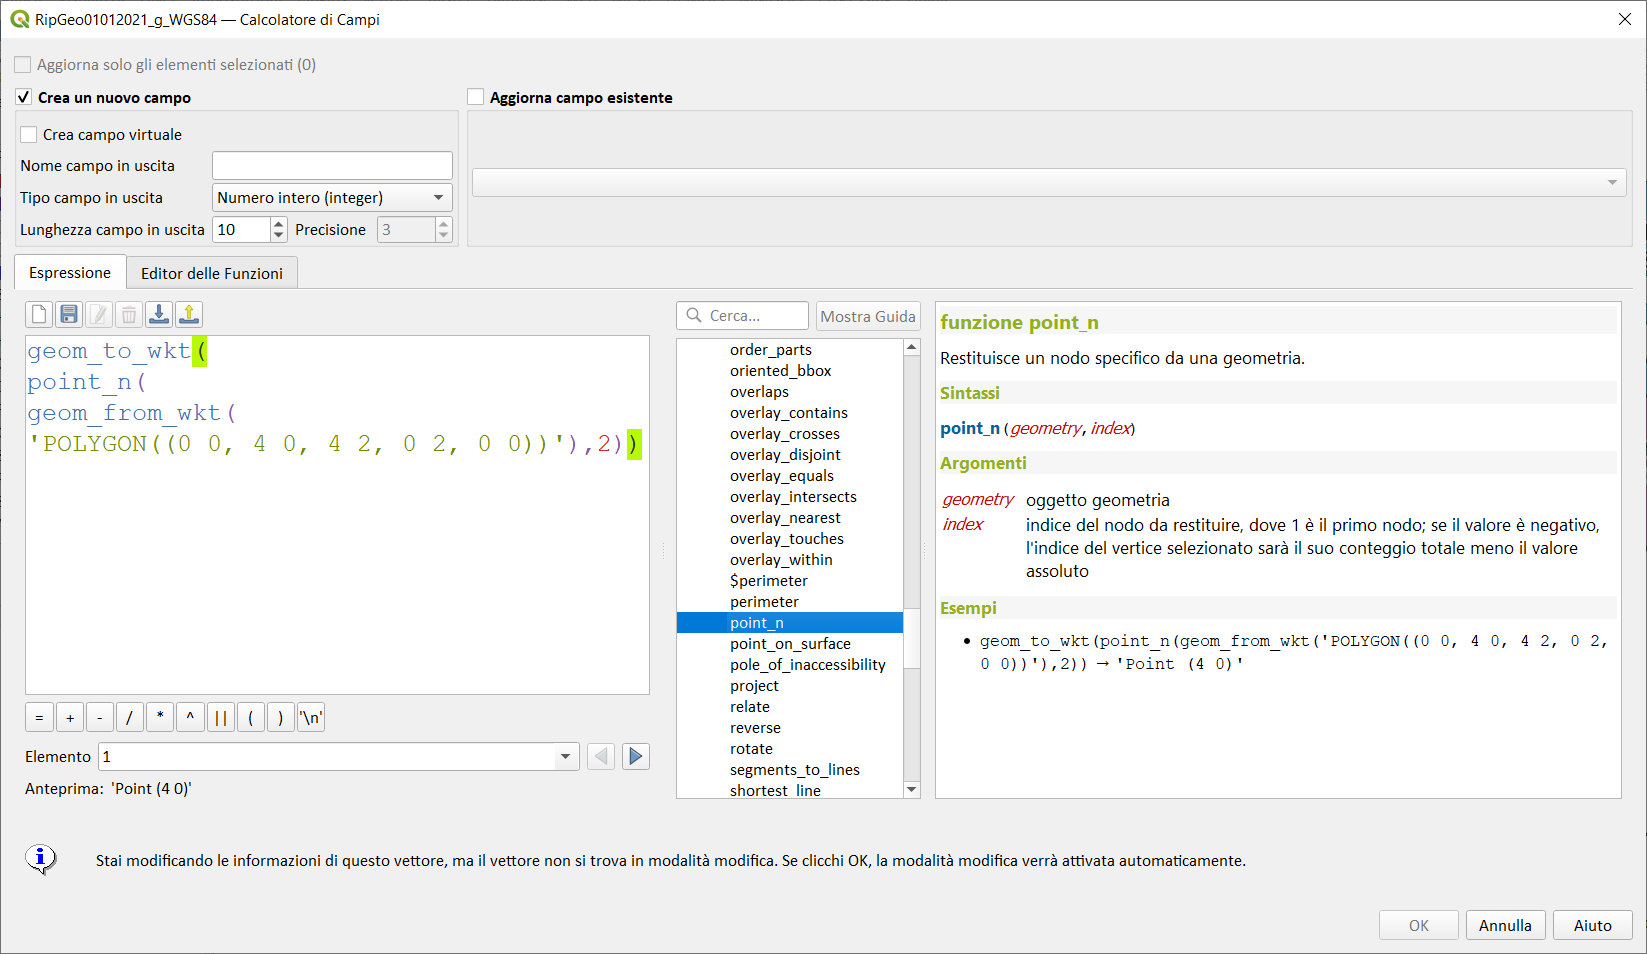 RipGeo01012021_g_WGS84 — Calcolatore di Campi
Aggiorna solo gli elementi selezionati (0)
Crea un nuovo campo
Aggiorna campo esistente
Crea campo virtuale
Nome campo in uscita
Tipo campo in uscita Numero intero (integer)
Lunghezza campo in uscita 10 Precisione 3
Espressione Editor delle Funzioni
geom_to_wkt(
point_n(
geom_from_wkt(
'POLYGON((0 0, 4 0, 4 2, 0 2, 0 0))'),2))
= + - / * ^ || ( ) '\n'
Elemento 1
Anteprima: 'Point (4 0)'
Cerca... Mostra Guida
order_parts
oriented_bbox
overlaps
overlay_contains
overlay_crosses
overlay_disjoint
overlay_equals
overlay_intersects
overlay_nearest
overlay_touches
overlay_within
$perimeter
perimeter
point_n
point_on_surface
pole_of_inaccessibility
project
relate
reverse
rotate
segments_to_lines
shortest_line
funzione point_n
Restituisce un nodo specifico da una geometria.
Sintassi
point_n(geometry, index)
Argomenti
geometry oggetto geometria
index indice del nodo da restituire, dove 1 è il primo nodo; se il valore è negativo,
l'indice del vertice selezionato sarà il suo conteggio totale meno il valore
assoluto
Esempi
• geom_to_wkt(point_n(geom_from_wkt('POLYGON((0 0, 4 0, 4 2, 0 2,
0 0))'),2)) → 'Point (4 0)'
Stai modificando le informazioni di questo vettore, ma il vettore non si trova in modalità modifica. Se clicchi OK, la modalità modifica verrà attivata automaticamente.
OK Annulla Aiuto